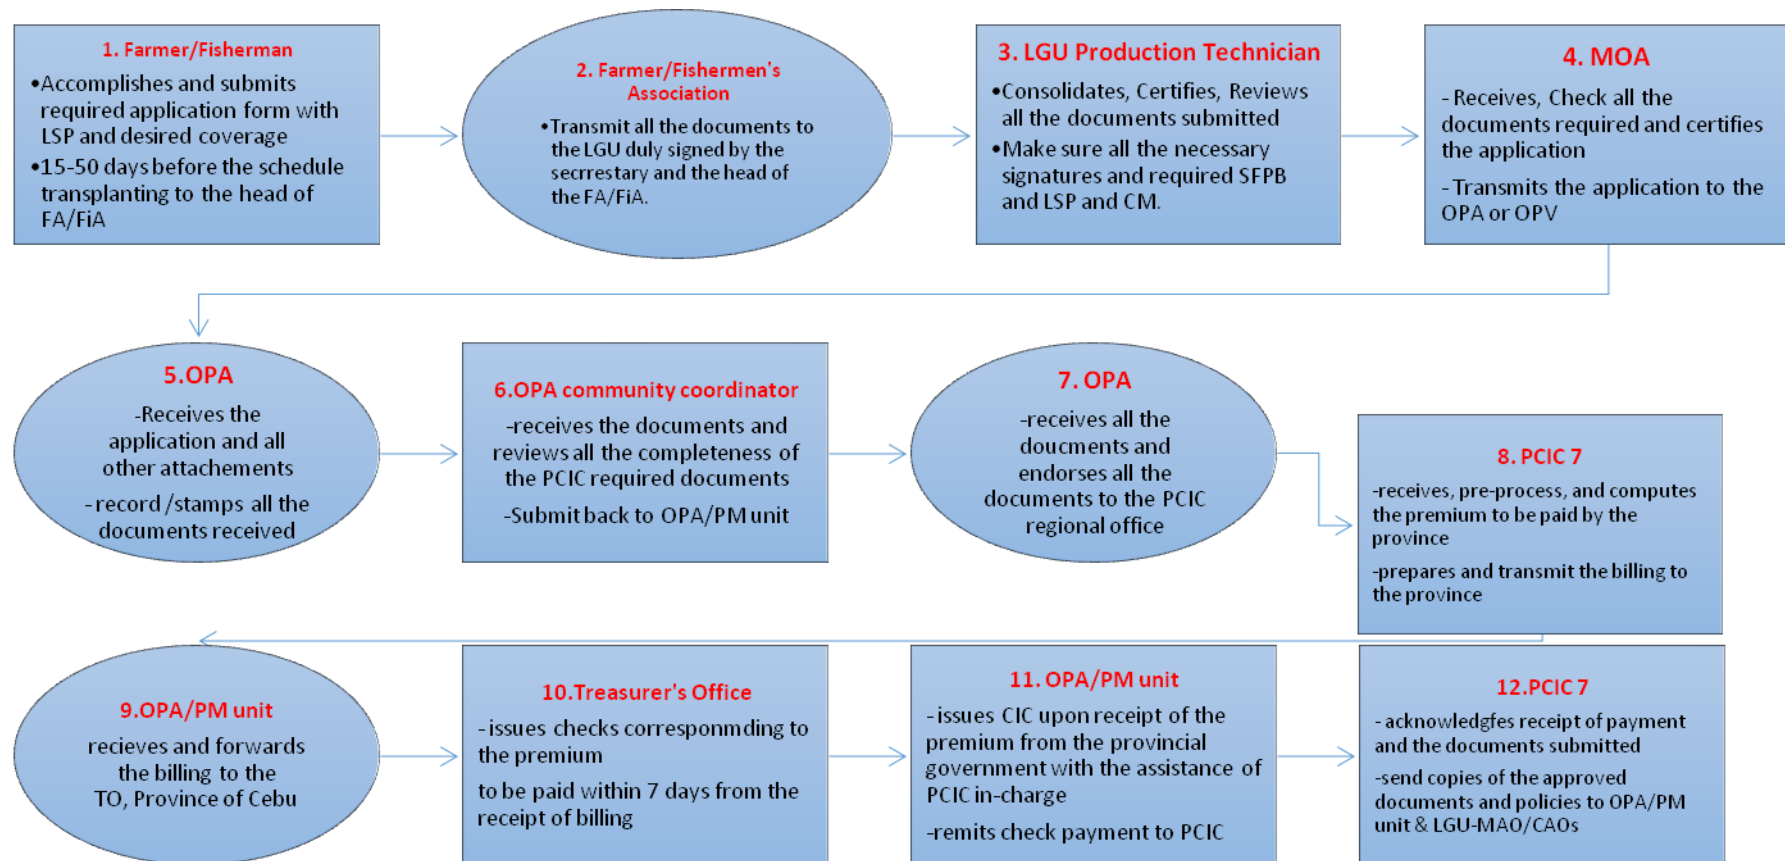 1. Farmer/Fisherman
•Accomplishes and submits
required application form with
LSP and desired coverage
•15-50 days before the schedule
transplanting to the head of
FA/FiA
2. Farmer/Fishermen's
Association
•Transmit all the documents to
the LGU duly signed by the
secrrestary and the head of
the FA/FiA.
3. LGU Production Technician
•Consolidates, Certifies, Reviews
all the documents submitted
•Make sure all the necessary
signatures and required SFPB
and LSP and CM.
4. MOA
- Receives, Check all the
documents required and certifies
the application
- Transmits the application to the
OPA or OPV
5.OPA
-Receives the
application and all
other attachements
-record /stamps all the
documents received
6.OPA community coordinator
-receives the documents and
reviews all the completeness of
the PCIC required documents
-Submit back to OPA/PM unit
7. OPA
-receives all the
doucments and
endorses all the
documents to the PCIC
regional office
8. PCIC 7
-receives, pre-process, and computes
the premium to be paid by the
province
-prepares and transmit the billing to
the province
9.OPA/PM unit
recieves and forwards
the billing to the
TO, Province of Cebu
10.Treasurer's Office
-issues checks corresponmding to
the premium
to be paid within 7 days from the
receipt of billing
11. OPA/PM unit
-issues CIC upon receipt of the
premium from the provincial
government with the assistance of
PCIC in-charge
-remits check payment to PCIC
12.PCIC 7
- acknowledgfes receipt of payment
and the documents submitted
-send copies of the approved
documents and policies to OPA/PM
unit & LGU-MAO/CAOs